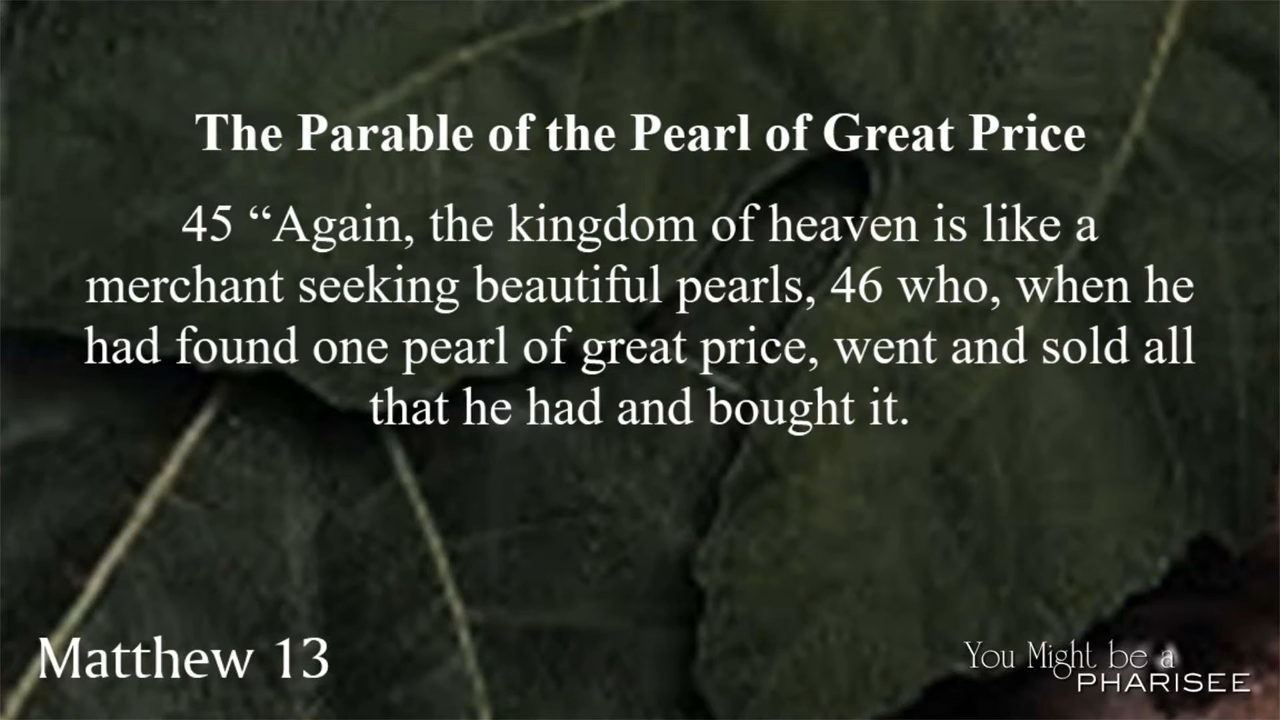 The Parable of the Pearl of Great Price
45 “Again, the kingdom of heaven is like a
merchant seeking beautiful pearls, 46 who, when he
had found one pearl of great price, went and sold all
that he had and bought it.
Matthew 13
You Might be a
PHARISEE